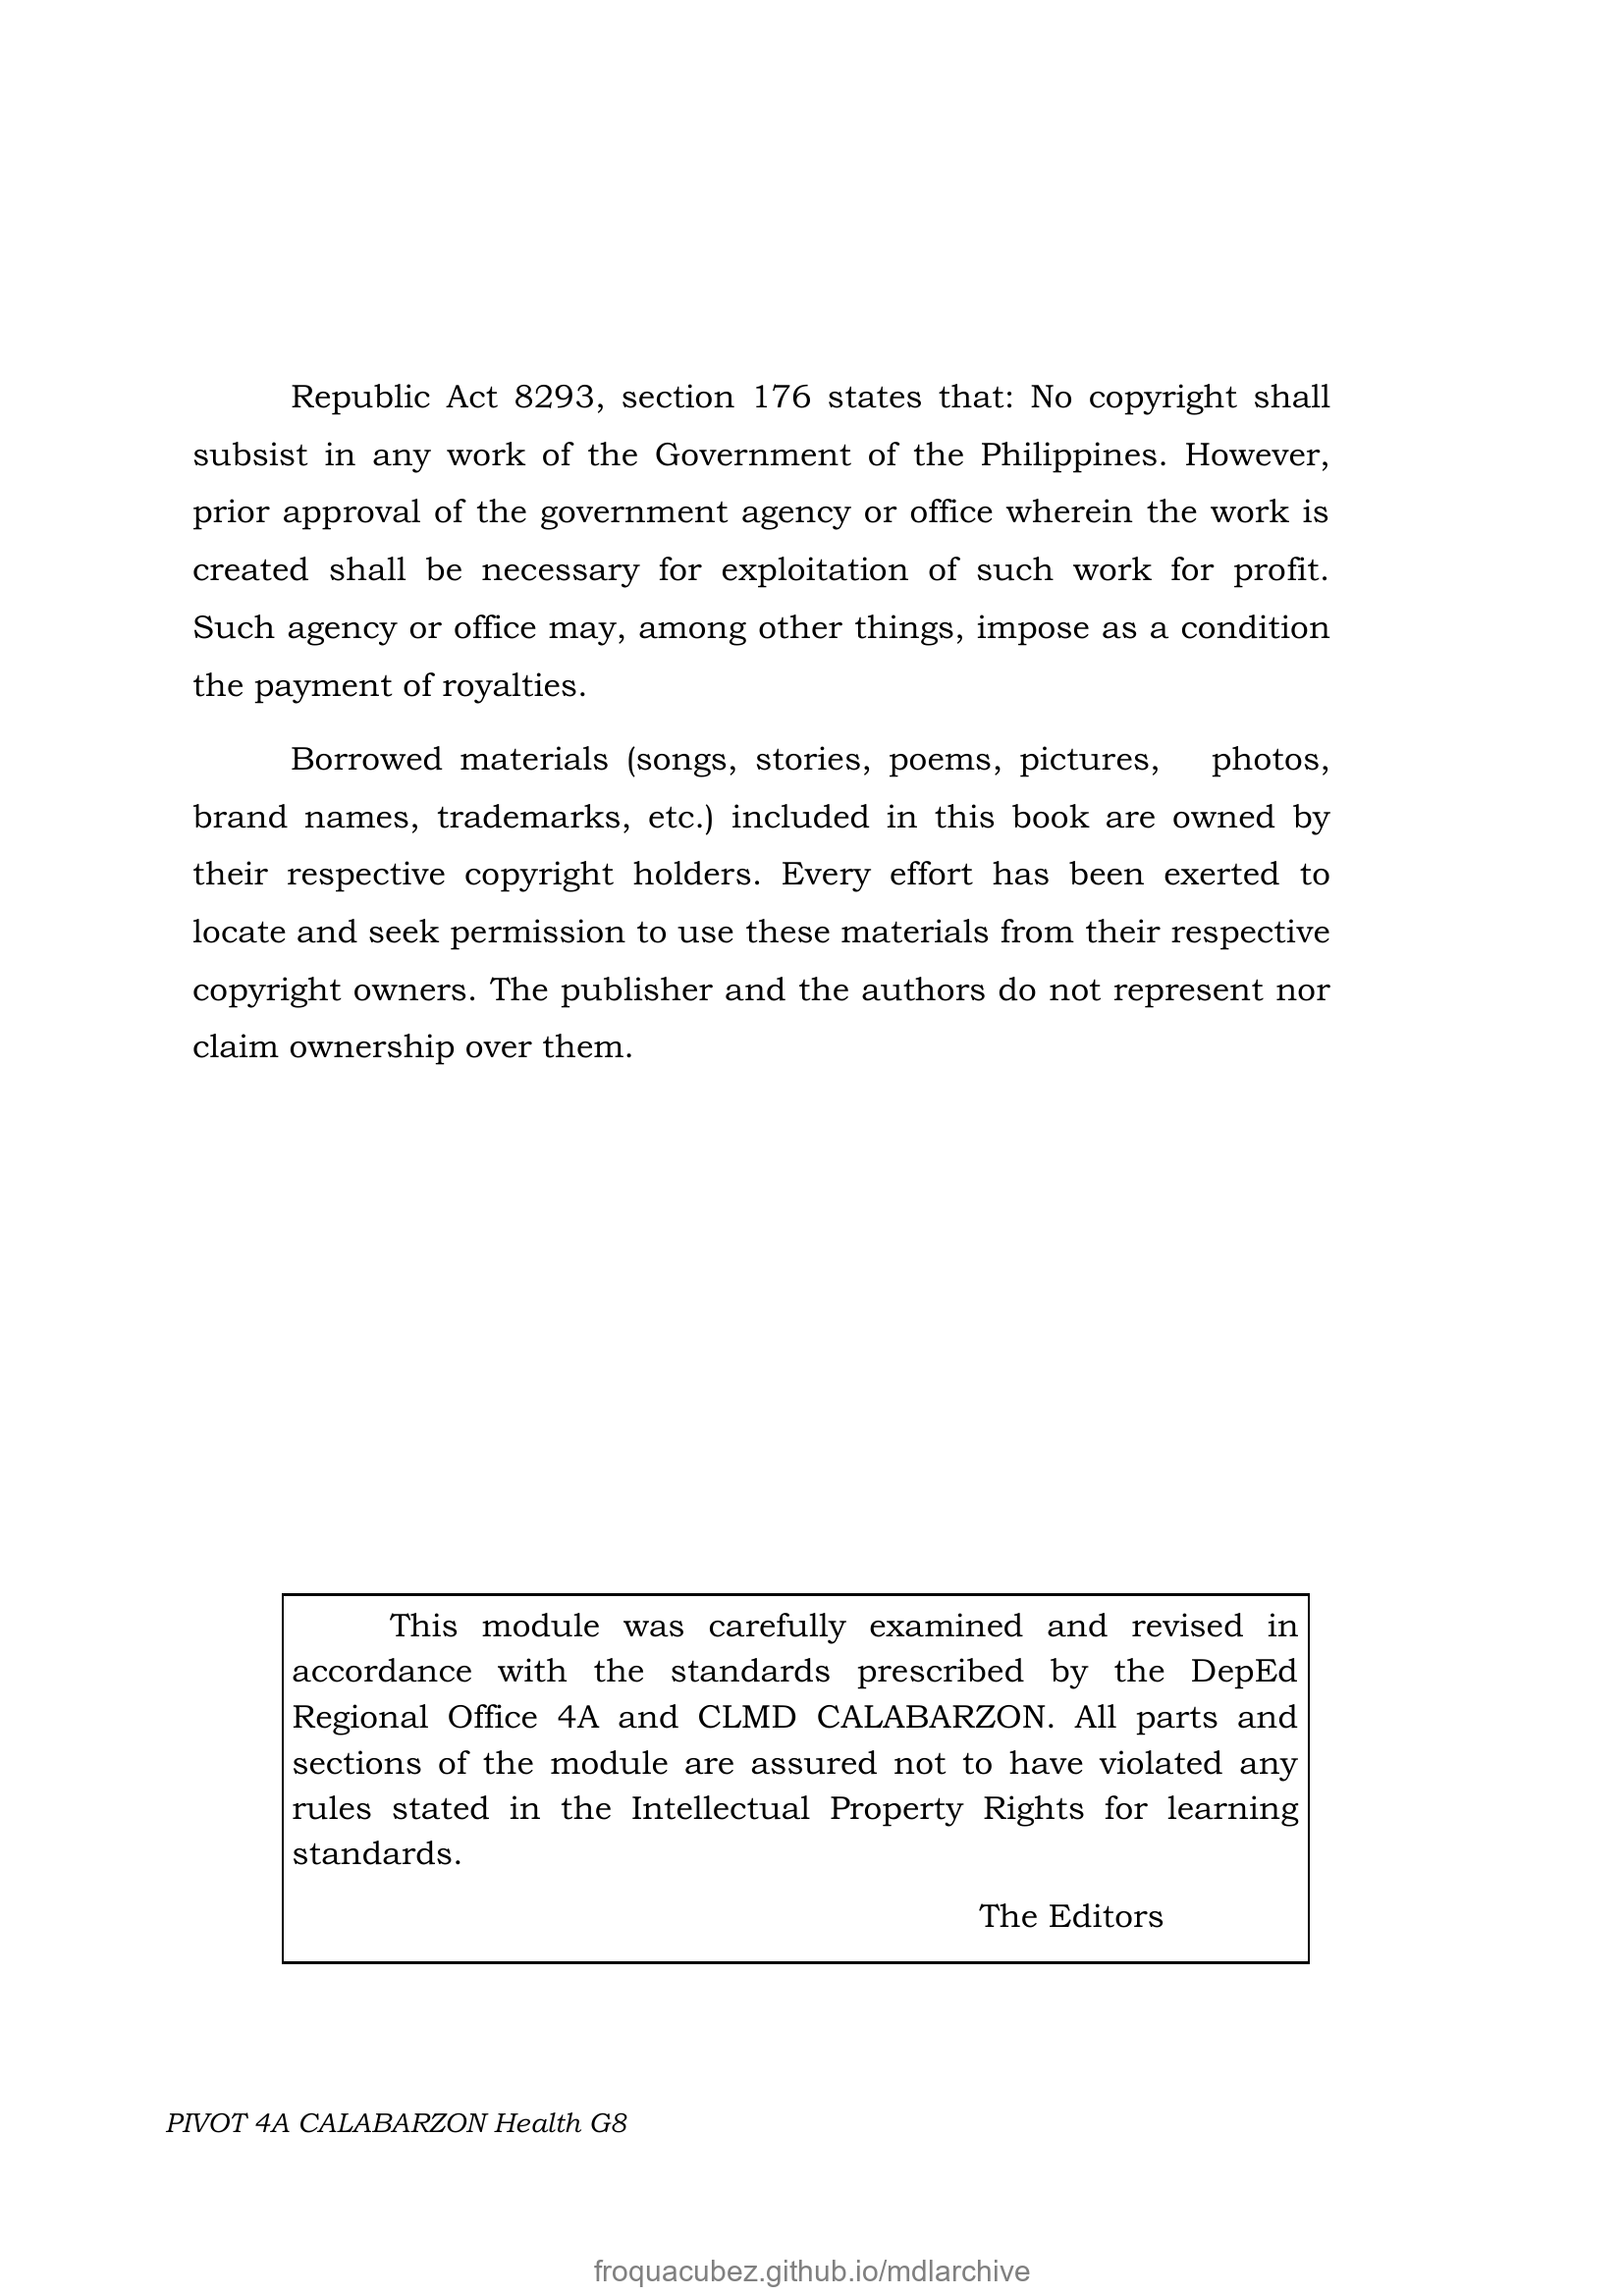 Republic Act 8293, section 176 states that: No copyright shall
subsist in any work of the Government of the Philippines. However,
prior approval of the government agency or office wherein the work is
created shall be necessary for exploitation of such work for profit.
Such agency or office may, among other things, impose as a condition
the payment of royalties.
Borrowed materials (songs, stories, poems, pictures, photos,
brand names, trademarks, etc.) included in this book are owned by
their respective copyright holders. Every effort has been exerted to
locate and seek permission to use these materials from their respective
copyright owners. The publisher and the authors do not represent nor
claim ownership over them.
This module was carefully examined and revised in
accordance with the standards prescribed by the DepEd
Regional Office 4A and CLMD CALABARZON. All parts and
sections of the module are assured not to have violated any
rules stated in the Intellectual Property Rights for learning
standards.
The Editors
PIVOT 4A CALABARZON Health G8
froquacubez.github.io/mdlarchive